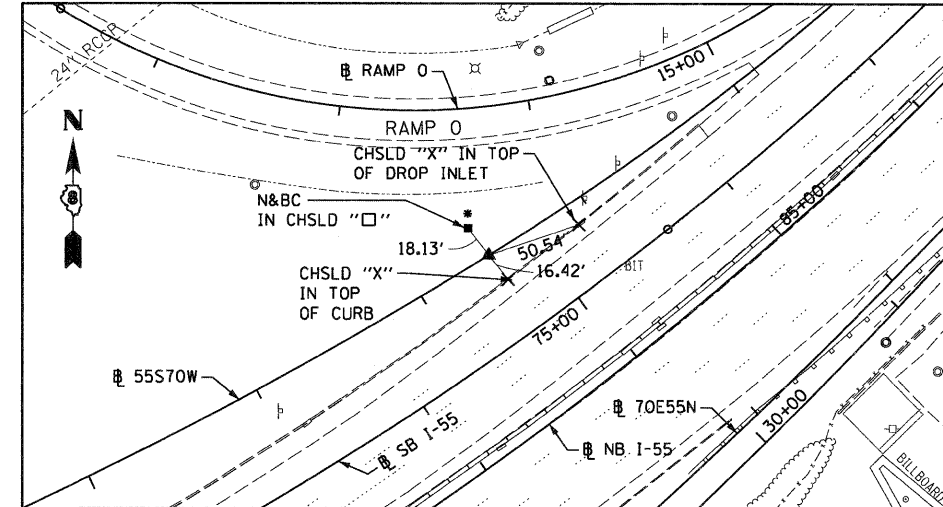 24" RCCP
℄ RAMP O
15+00
RAMP O
N
8
CHSLD "X" IN TOP
OF DROP INLET
N&BC
IN CHSLD "□"
*
18.13'
50.54'
16.42'
BIT
85+00
CHSLD "X"
IN TOP
OF CURB
75+00
℄ 55S70W
℄ 70E55N
130+00
℄ SB I-55
℄ NB I-55
BILLBOARD